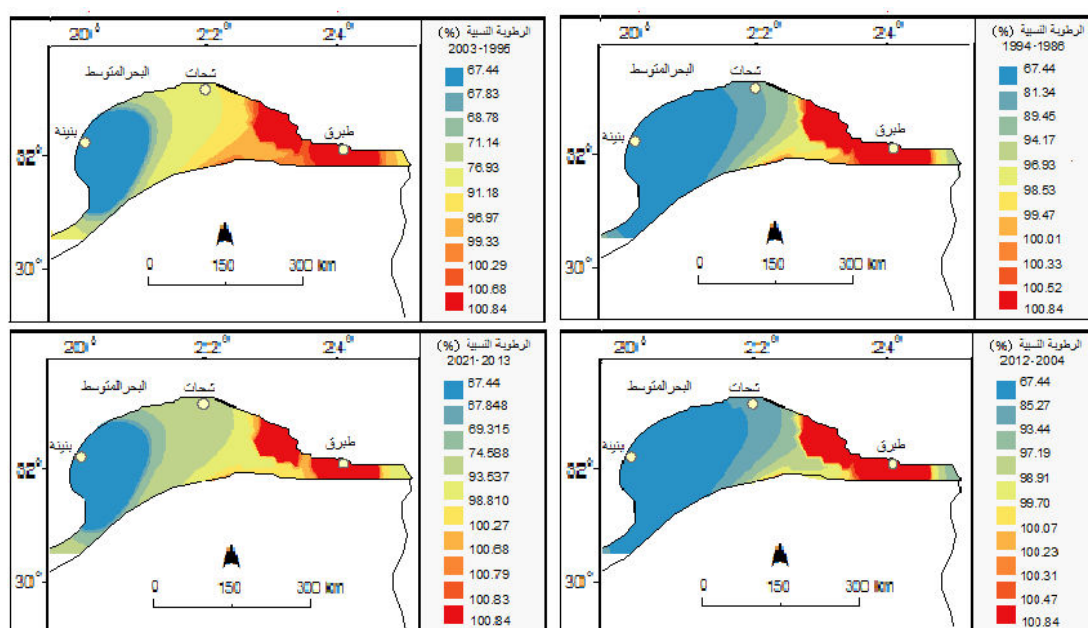 20° 22° 24°
الرطوبة النسبية (%)
1994-1986
البحر المتوسط
شحات
بنينة
طبرق
32°
30°
0 150 300 km
67.44
81.34
89.45
94.17
96.93
98.53
99.47
100.01
100.33
100.52
100.84
20° 22° 24°
الرطوبة النسبية (%)
2003-1995
البحر المتوسط
شحات
بنينة
طبرق
32°
30°
0 150 300 km
67.44
67.83
68.78
71.14
76.93
91.18
96.97
99.33
100.29
100.68
100.84
20° 22° 24°
الرطوبة النسبية (%)
2012-2004
البحر المتوسط
شحات
بنينة
طبرق
32°
30°
0 150 300 km
67.44
85.27
93.44
97.19
98.91
99.70
100.07
100.23
100.31
100.47
100.84
20° 22° 24°
الرطوبة النسبية (%)
2021-2013
البحر المتوسط
شحات
بنينة
طبرق
32°
30°
0 150 300 km
67.44
67.848
69.315
74.588
93.537
98.810
100.27
100.68
100.79
100.83
100.84